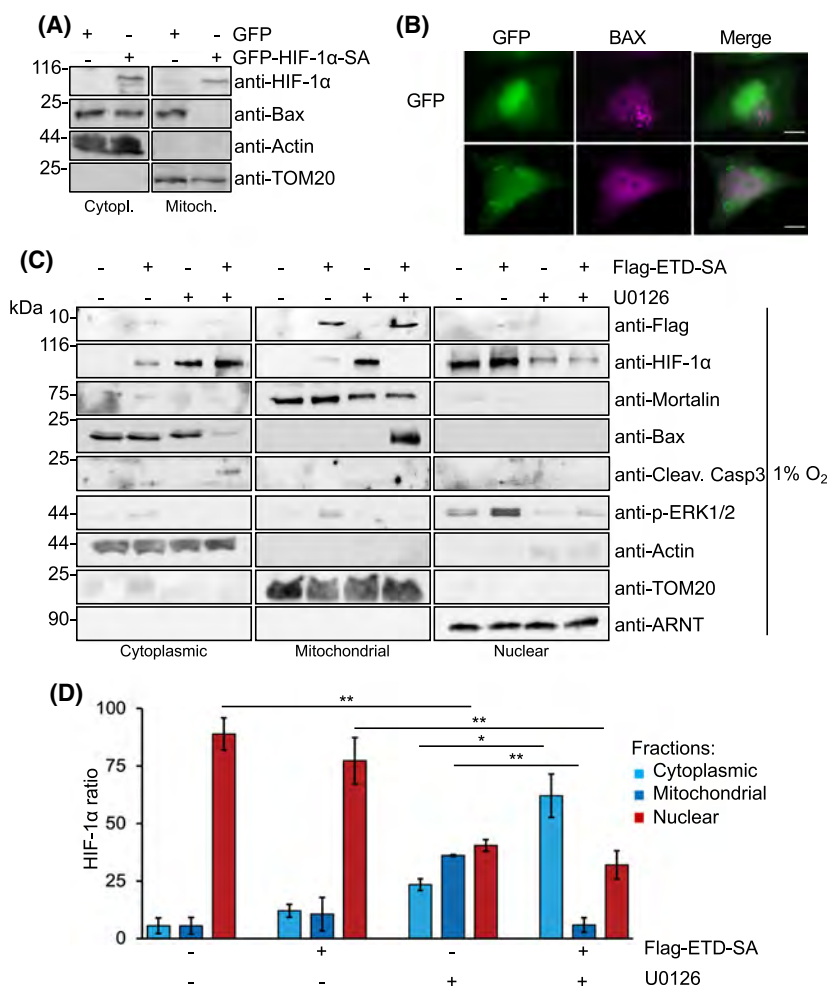 (A)
+ - + - GFP
- + - + GFP-HIF-1α-SA
116 anti-HIF-1α
25 anti-Bax
44 anti-Actin
25 anti-TOM20
Cytopl. Mitoch.
(B)
GFP BAX Merge
GFP
(C)
- + - + - + - + - + - + Flag-ETD-SA
- - + + - - + + - - + + U0126
kDa
10 anti-Flag
116 anti-HIF-1α
75 anti-Mortalin
25 anti-Bax
25 anti-Cleav. Casp3
44 anti-p-ERK1/2
44 anti-Actin
25 anti-TOM20
90 anti-ARNT
1% O₂
Cytoplasmic Mitochondrial Nuclear
(D)
HIF-1α ratio
100
75
50
25
0
**
**
*
**
Fractions:
Cytoplasmic
Mitochondrial
Nuclear
- + - + Flag-ETD-SA
- - + + U0126